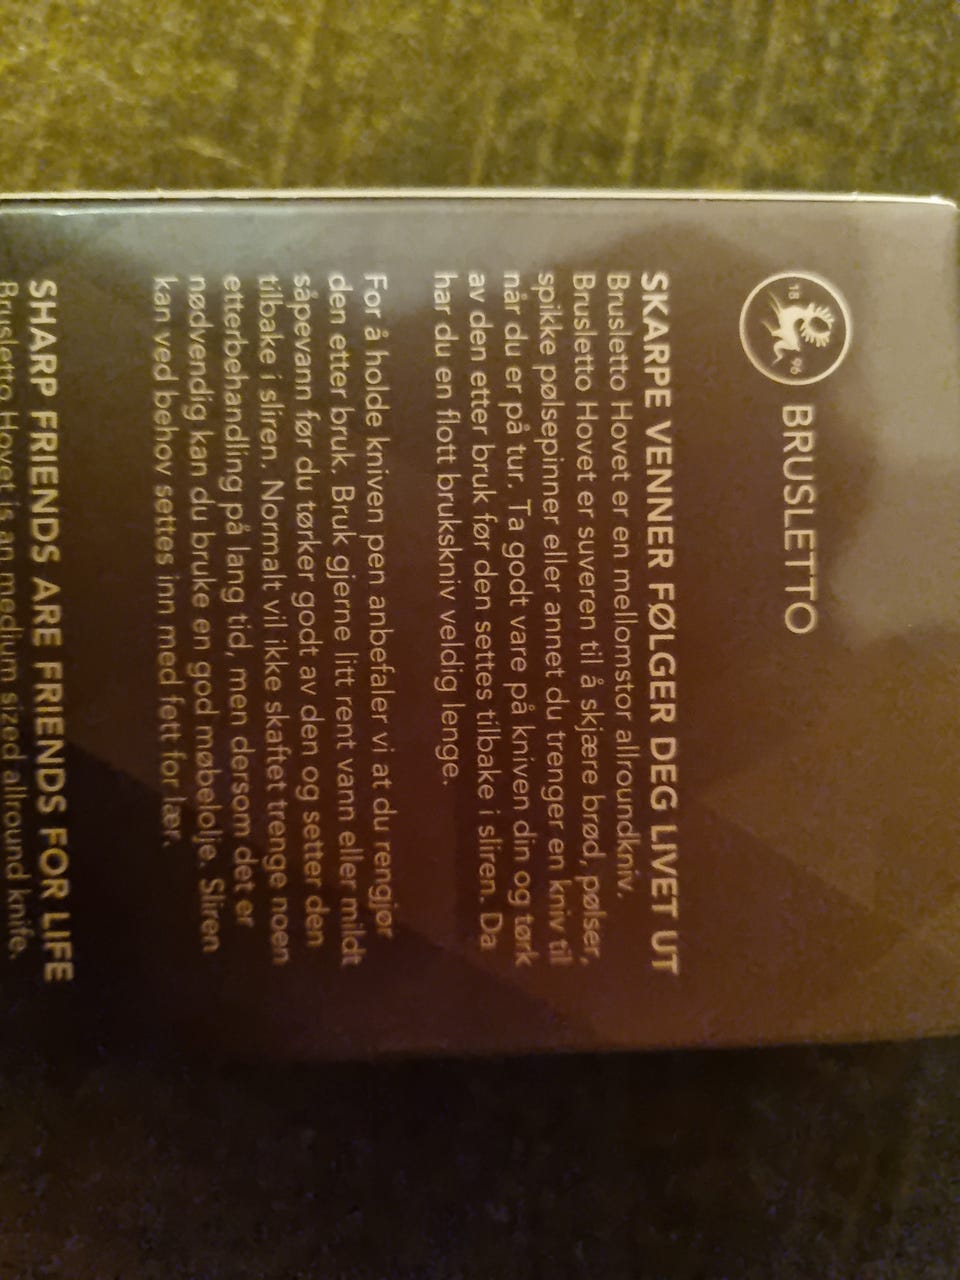 18 96
BRUSLETTO
SKARPE VENNER FØLGER DEG LIVET UT
Brusletto Hovet er en mellomstor allroundkniv.
Brusletto Hovet er suveren til å skjære brød, pølser,
spikke pølsepinner eller annet du trenger en kniv til
når du er på tur. Ta godt vare på kniven din og tørk
av den etter bruk før den settes tilbake i sliren. Da
har du en flott brukskniv veldig lenge.
For å holde kniven pen anbefaler vi at du rengjør
den etter bruk. Bruk gjerne litt rent vann eller mildt
såpevann før du tørker godt av den og setter den
tilbake i sliren. Normalt vil ikke skaftet trenge noen
etterbehandling på lang tid, men dersom det er
nødvendig kan du bruke en god møbelolje. Sliren
kan ved behov settes inn med fett for lær.
SHARP FRIENDS ARE FRIENDS FOR LIFE
Brusletto Hovet is an medium sized allround knife.